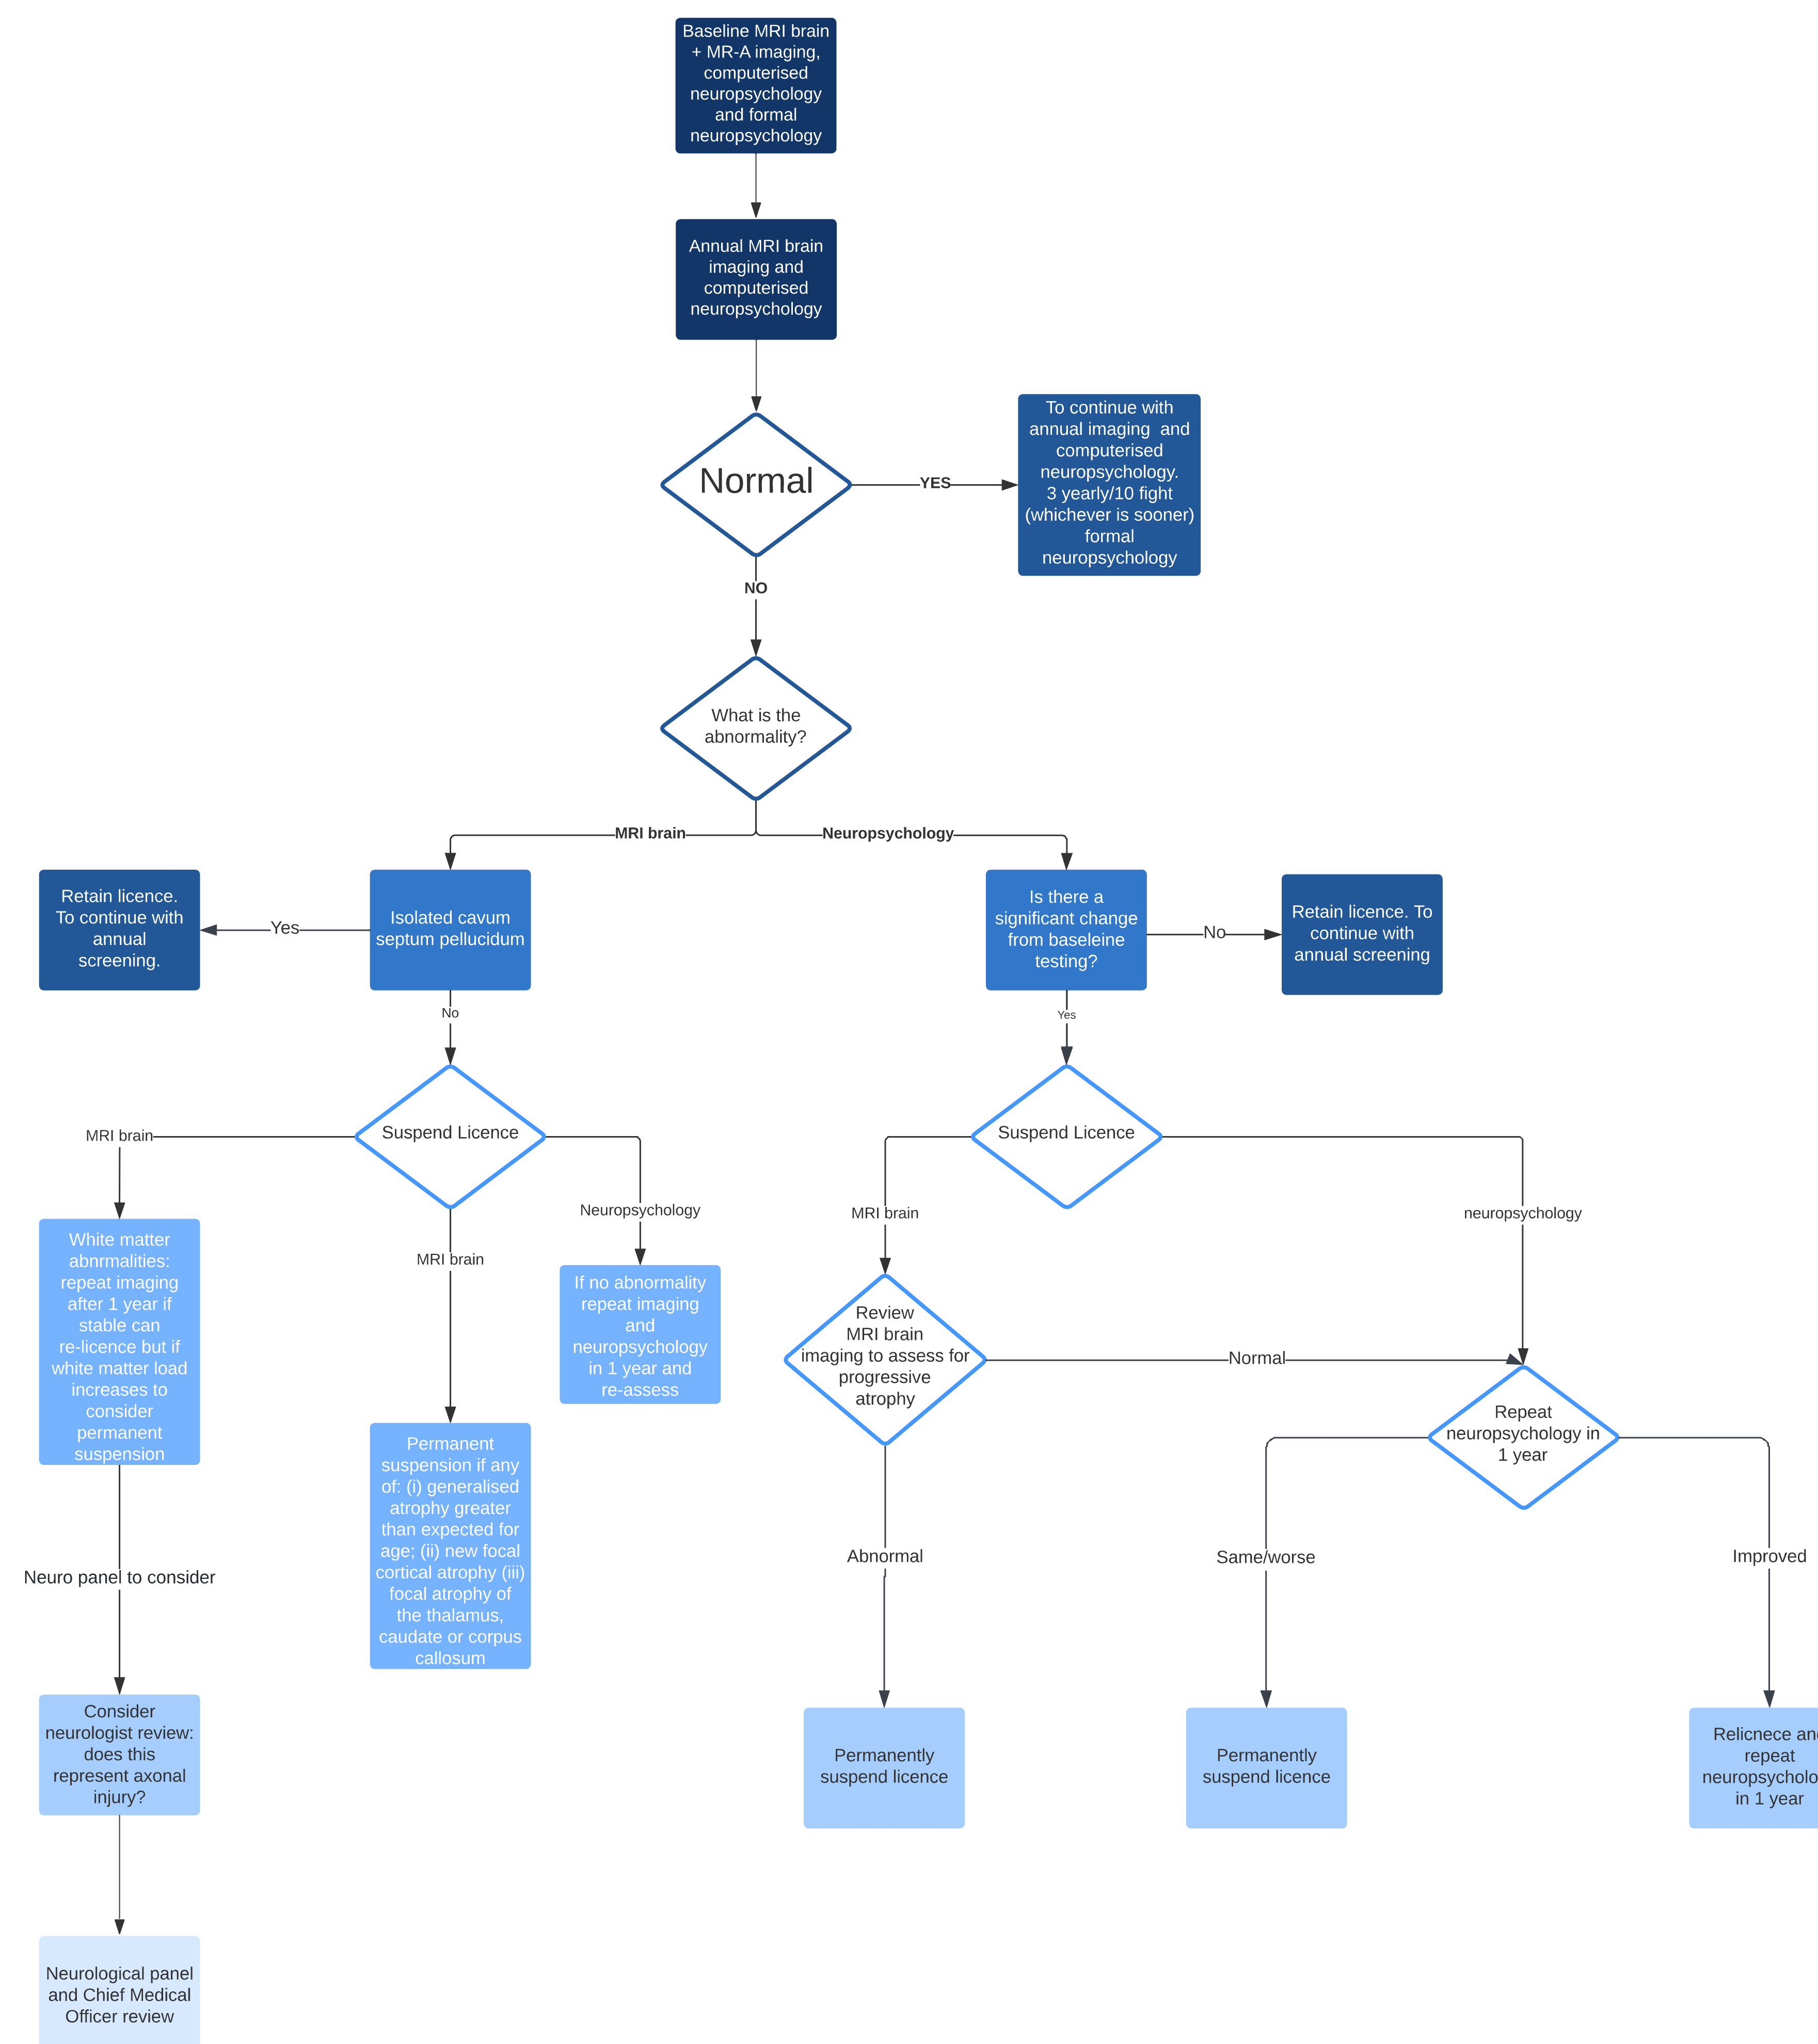 Baseline MRI brain
+ MR-A imaging,
computerised
neuropsychology
and formal
neuropsychology
Annual MRI brain
imaging and
computerised
neuropsychology
Normal
YES
To continue with
annual imaging and
computerised
neuropsychology.
3 yearly/10 fight
(whichever is sooner)
formal
neuropsychology
NO
What is the
abnormality?
MRI brain
Neuropsychology
Retain licence.
To continue with
annual
screening.
Yes
Isolated cavum
septum pellucidum
Is there a
significant change
from baseleine
testing?
No
Retain licence. To
continue with
annual screening
No
Yes
Suspend Licence
Suspend Licence
MRI brain
Neuropsychology
MRI brain
MRI brain
neuropsychology
White matter
abnrmalities:
repeat imaging
after 1 year if
stable can
re-licence but if
white matter load
increases to
consider
permanent
suspension
If no abnormality
repeat imaging
and
neuropsychology
in 1 year and
re-assess
Review
MRI brain
imaging to assess for
progressive
atrophy
Normal
Repeat
neuropsychology in
1 year
Permanent
suspension if any
of: (i) generalised
atrophy greater
than expected for
age; (ii) new focal
cortical atrophy (iii)
focal atrophy of
the thalamus,
caudate or corpus
callosum
Neuro panel to consider
Abnormal
Same/worse
Improved
Consider
neurologist review:
does this
represent axonal
injury?
Permanently
suspend licence
Permanently
suspend licence
Relicnece an
repeat
neuropsycholo
in 1 year
Neurological panel
and Chief Medical
Officer review